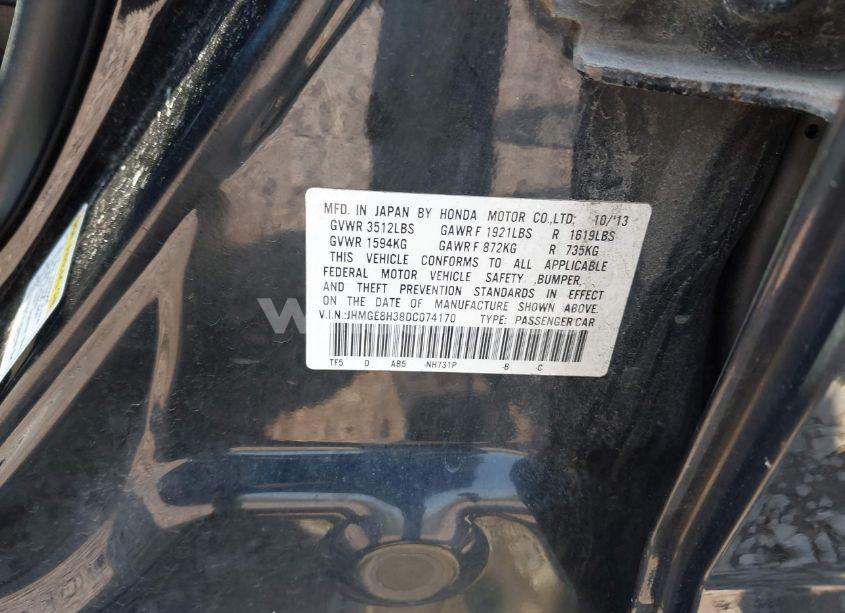 MFD. IN JAPAN BY HONDA MOTOR CO.,LTD. 10/'13
GVWR 3512LBS GAWR F 1921LBS R 1619LBS
GVWR 1594KG GAWR F 872KG R 735KG
THIS VEHICLE CONFORMS TO ALL APPLICABLE
FEDERAL MOTOR VEHICLE SAFETY ,BUMPER,
AND THEFT PREVENTION STANDARDS IN EFFECT
ON THE DATE OF MANUFACTURE SHOWN ABOVE.
V.I.N.:JHMGE8H38DC074170 TYPE: PASSENGER CAR
TF5 D AB5 -NH731P -B -C